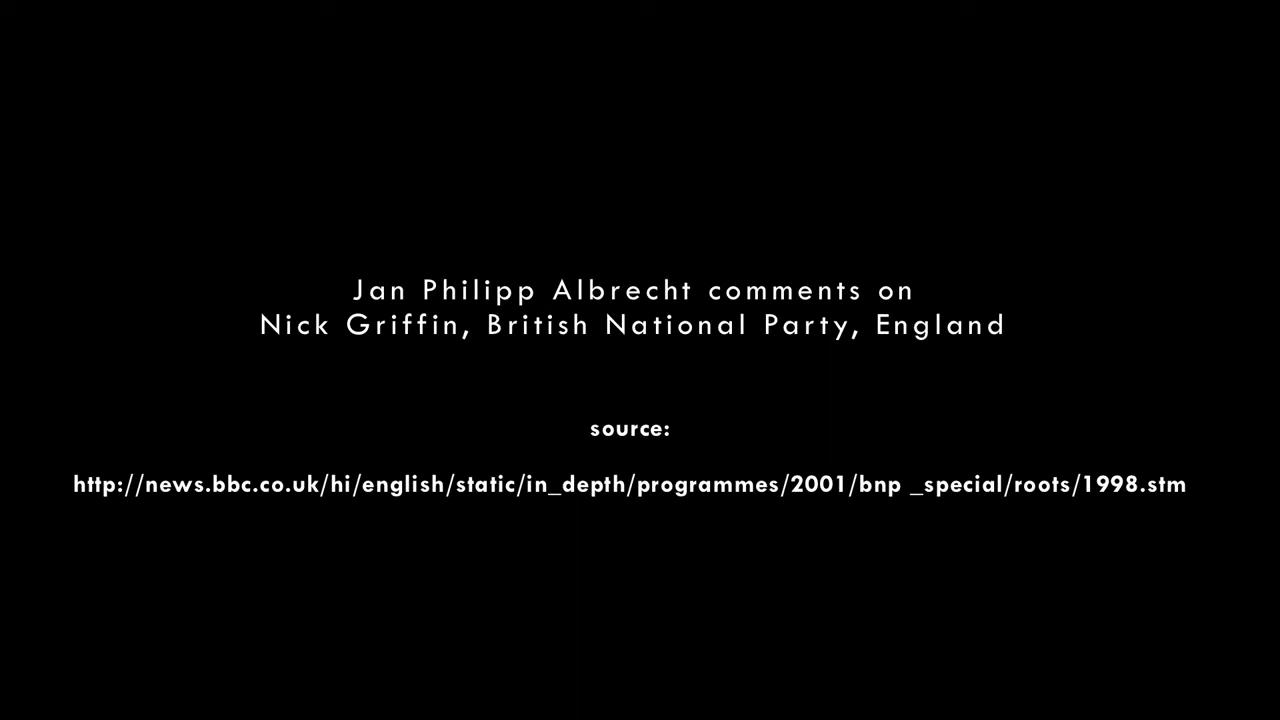 Jan Philipp Albrecht comments on
Nick Griffin, British National Party, England
source:
http://news.bbc.co.uk/hi/english/static/in_depth/programmes/2001/bnp _special/roots/1998.stm